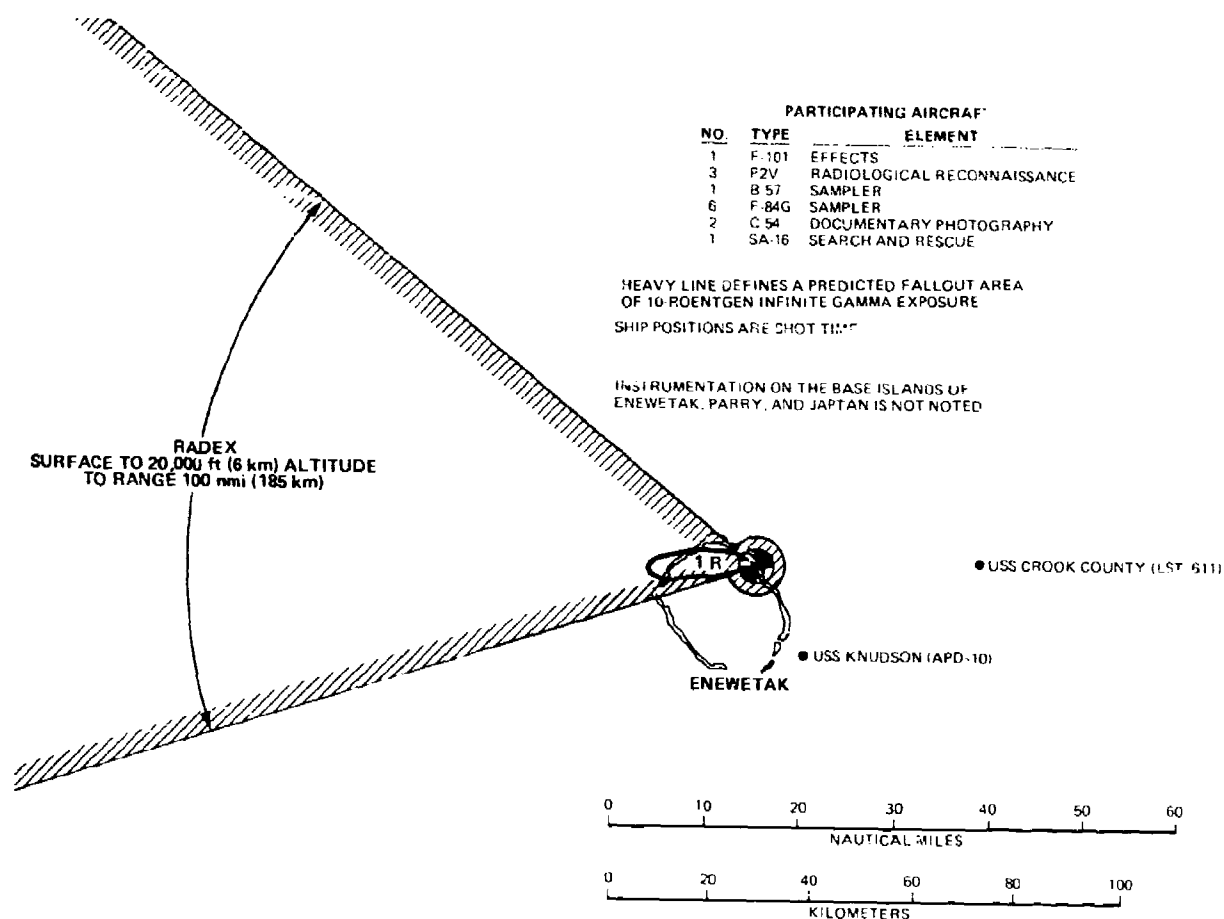 PARTICIPATING AIRCRAF
NO. TYPE ELEMENT
1 F-101 EFFECTS
3 P2V RADIOLOGICAL RECONNAISSANCE
1 B 57 SAMPLER
6 F-84G SAMPLER
2 C 54 DOCUMENTARY PHOTOGRAPHY
1 SA-16 SEARCH AND RESCUE
HEAVY LINE DEFINES A PREDICTED FALLOUT AREA
OF 10-ROENTGEN INFINITE GAMMA EXPOSURE
SHIP POSITIONS ARE SHOT TIME
INSTRUMENTATION ON THE BASE ISLANDS OF
ENEWETAK, PARRY, AND JAPTAN IS NOT NOTED
RADEX
SURFACE TO 20,000 ft (6 km) ALTITUDE
TO RANGE 100 nmi (185 km)
1 R
USS CROOK COUNTY (LST 611)
USS KNUDSON (APD-10)
ENEWETAK
0 10 20 30 40 50 60
NAUTICAL MILES
0 20 40 60 80 100
KILOMETERS